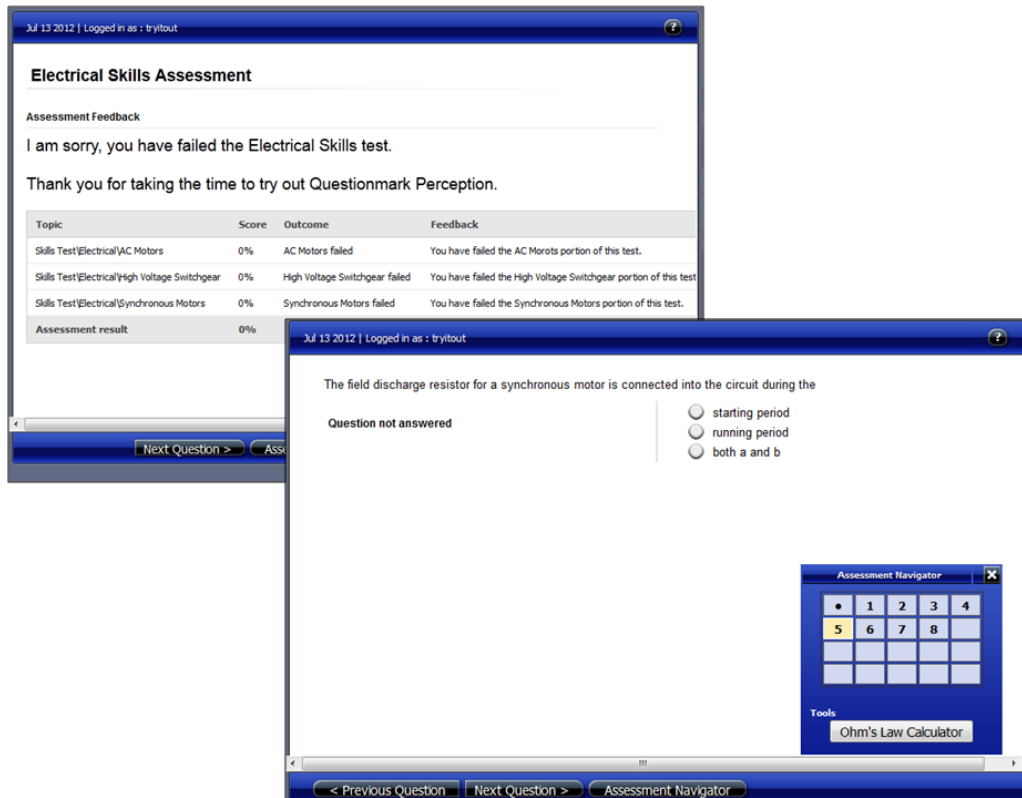 Jul 13 2012 | Logged in as : tryitout
?
Electrical Skills Assessment
Assessment Feedback
I am sorry, you have failed the Electrical Skills test.
Thank you for taking the time to try out Questionmark Perception.
Topic Score Outcome Feedback
Skills Test\Electrical\AC Motors 0% AC Motors failed You have failed the AC Morots portion of this test.
Skills Test\Electrical\High Voltage Switchgear 0% High Voltage Switchgear failed You have failed the High Voltage Switchgear portion of this test
Skills Test\Electrical\Synchronous Motors 0% Synchronous Motors failed You have failed the Synchronous Motors portion of this test.
Assessment result 0%
Next Question >
Jul 13 2012 | Logged in as : tryitout
?
The field discharge resistor for a synchronous motor is connected into the circuit during the
Question not answered
starting period
running period
both a and b
Assessment Navigator
• 1 2 3 4
5 6 7 8
Tools
Ohm's Law Calculator
< Previous Question Next Question > Assessment Navigator